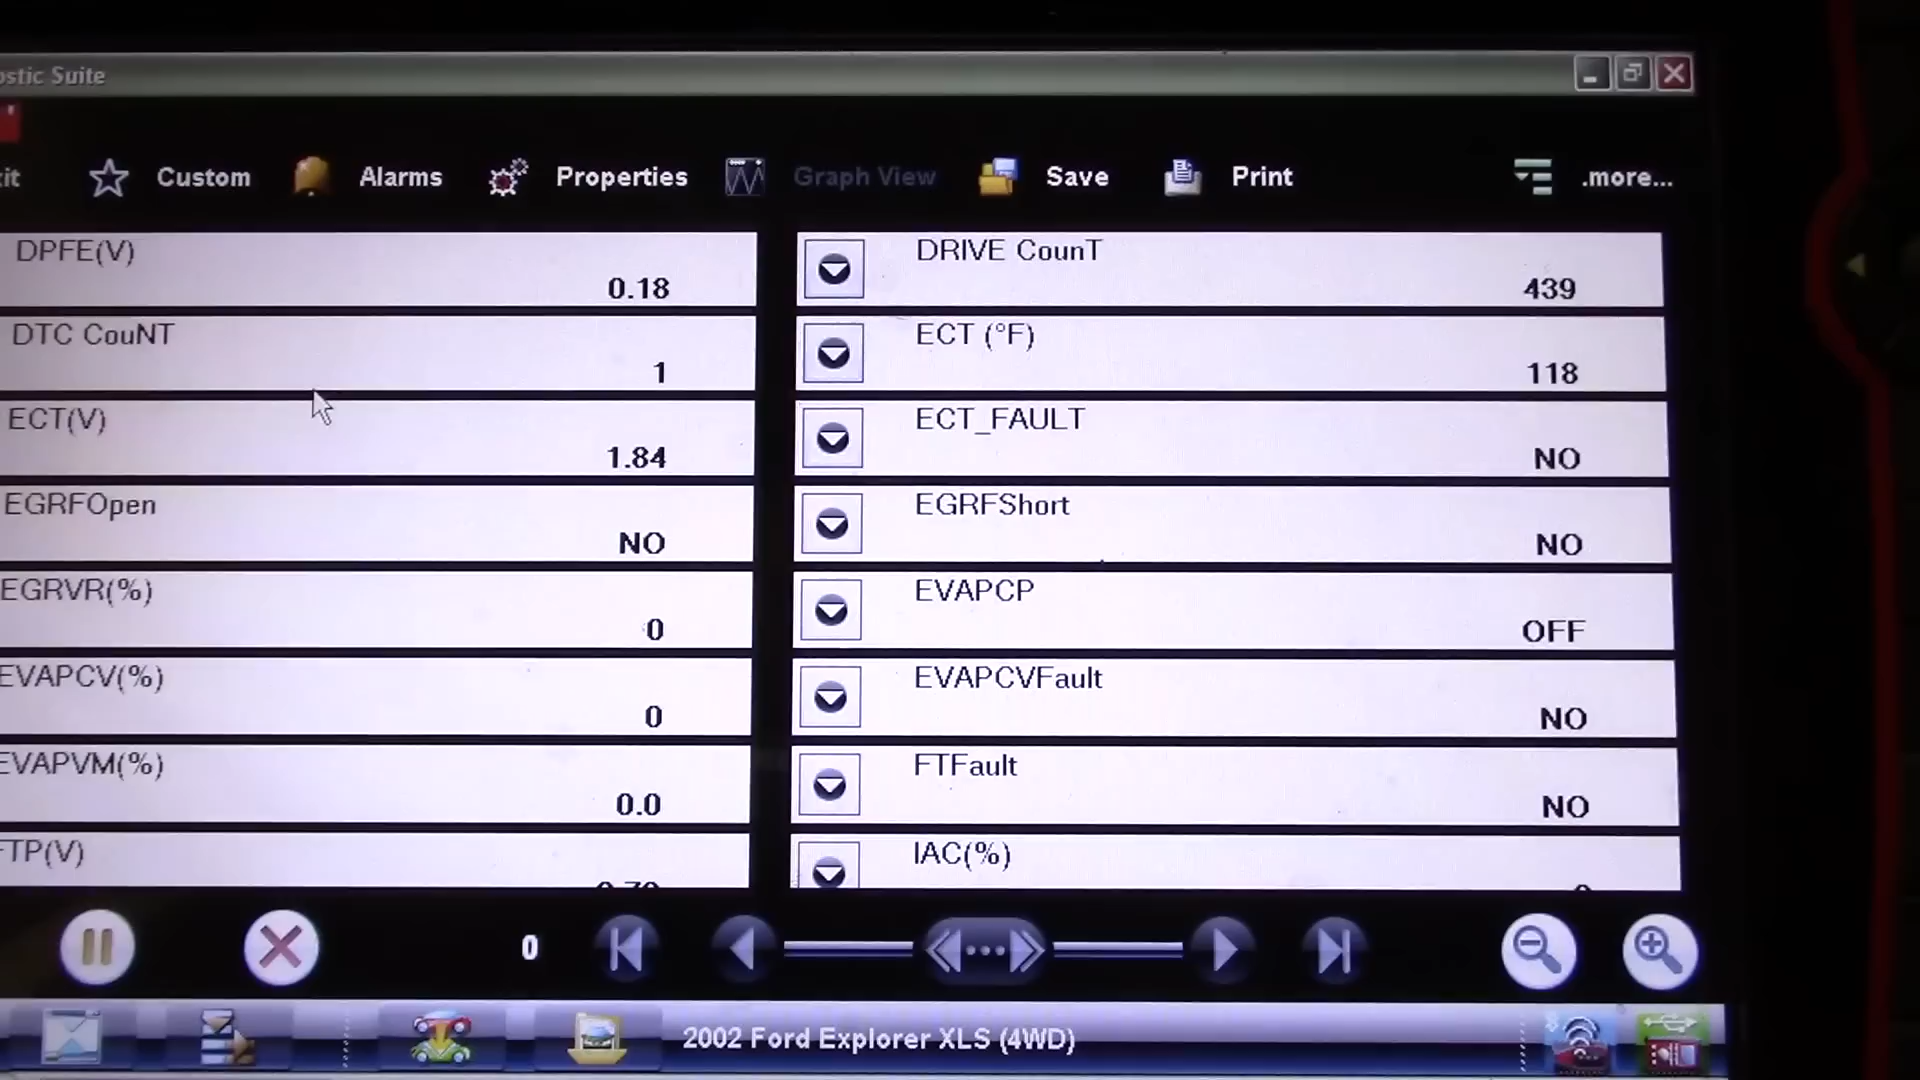 ostic Suite
xit Custom Alarms Properties Graph View Save Print .more...
DPFE(V)
0.18
DRIVE CounT
439
DTC CouNT
1
ECT (°F)
118
ECT(V)
1.84
ECT_FAULT
NO
EGRFOpen
NO
EGRFShort
NO
EGRVR(%)
0
EVAPCP
OFF
EVAPCV(%)
0
EVAPCVFault
NO
EVAPVM(%)
0.0
FTFault
NO
FTP(V)
IAC(%)
0
2002 Ford Explorer XLS (4WD)